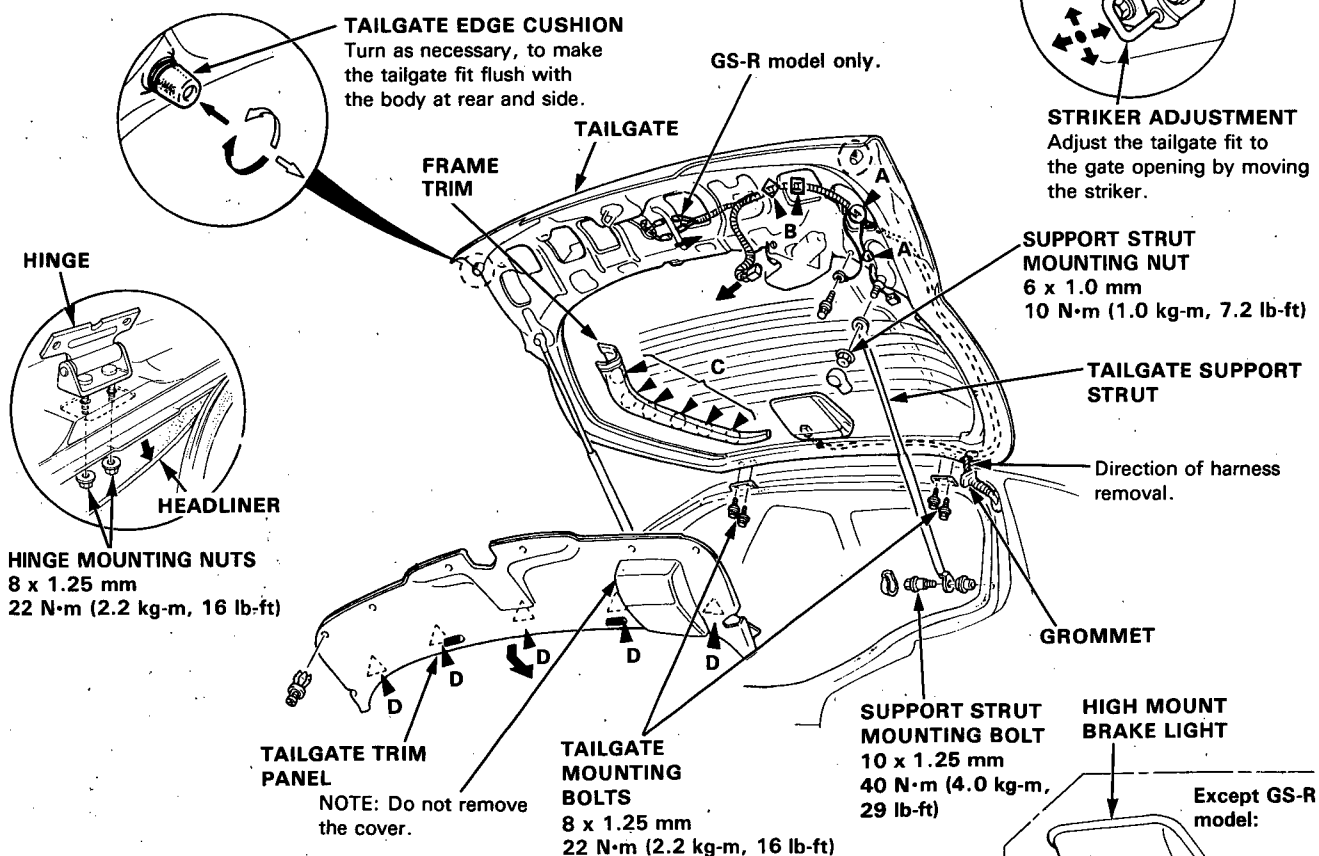 TAILGATE EDGE CUSHION
Turn as necessary, to make
the tailgate fit flush with
the body at rear and side.
GS-R model only.
STRIKER ADJUSTMENT
Adjust the tailgate fit to
the gate opening by moving
the striker.
TAILGATE
FRAME
TRIM
A
B
A
SUPPORT STRUT
MOUNTING NUT
6 x 1.0 mm
10 N·m (1.0 kg-m, 7.2 lb-ft)
HINGE
C
TAILGATE SUPPORT
STRUT
Direction of harness
removal.
HEADLINER
HINGE MOUNTING NUTS
8 x 1.25 mm
22 N·m (2.2 kg-m, 16 lb-ft)
GROMMET
D
D
D
D
D
TAILGATE TRIM
PANEL
NOTE: Do not remove
the cover.
TAILGATE
MOUNTING
BOLTS
8 x 1.25 mm
22 N·m (2.2 kg-m, 16 lb-ft)
SUPPORT STRUT
MOUNTING BOLT
10 x 1.25 mm
40 N·m (4.0 kg-m,
29 lb-ft)
HIGH MOUNT
BRAKE LIGHT
Except GS-R
model: